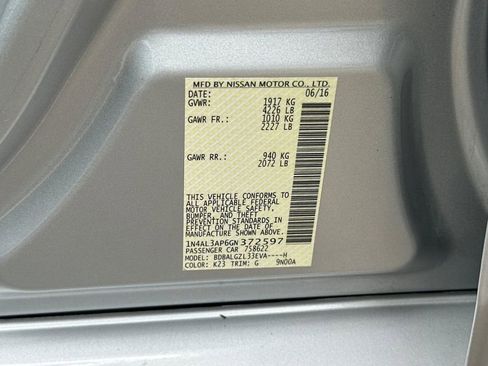 MFD BY NISSAN MOTOR CO., LTD.
DATE: 06/16
GVWR: 1917 KG
4226 LB
GAWR FR.: 1010 KG
2227 LB
GAWR RR.: 940 KG
2072 LB
THIS VEHICLE CONFORMS TO
ALL APPLICABLE FEDERAL
MOTOR VEHICLE SAFETY,
BUMPER, AND THEFT
PREVENTION STANDARDS
IN EFFECT ON THE DATE OF
MANUFACTURE SHOWN ABOVE.
1N4AL3AP6GN372597
PASSENGER CAR 758622
MODEL: BDBALGZL33EVA----H
COLOR: K23 TRIM: G 9N00A